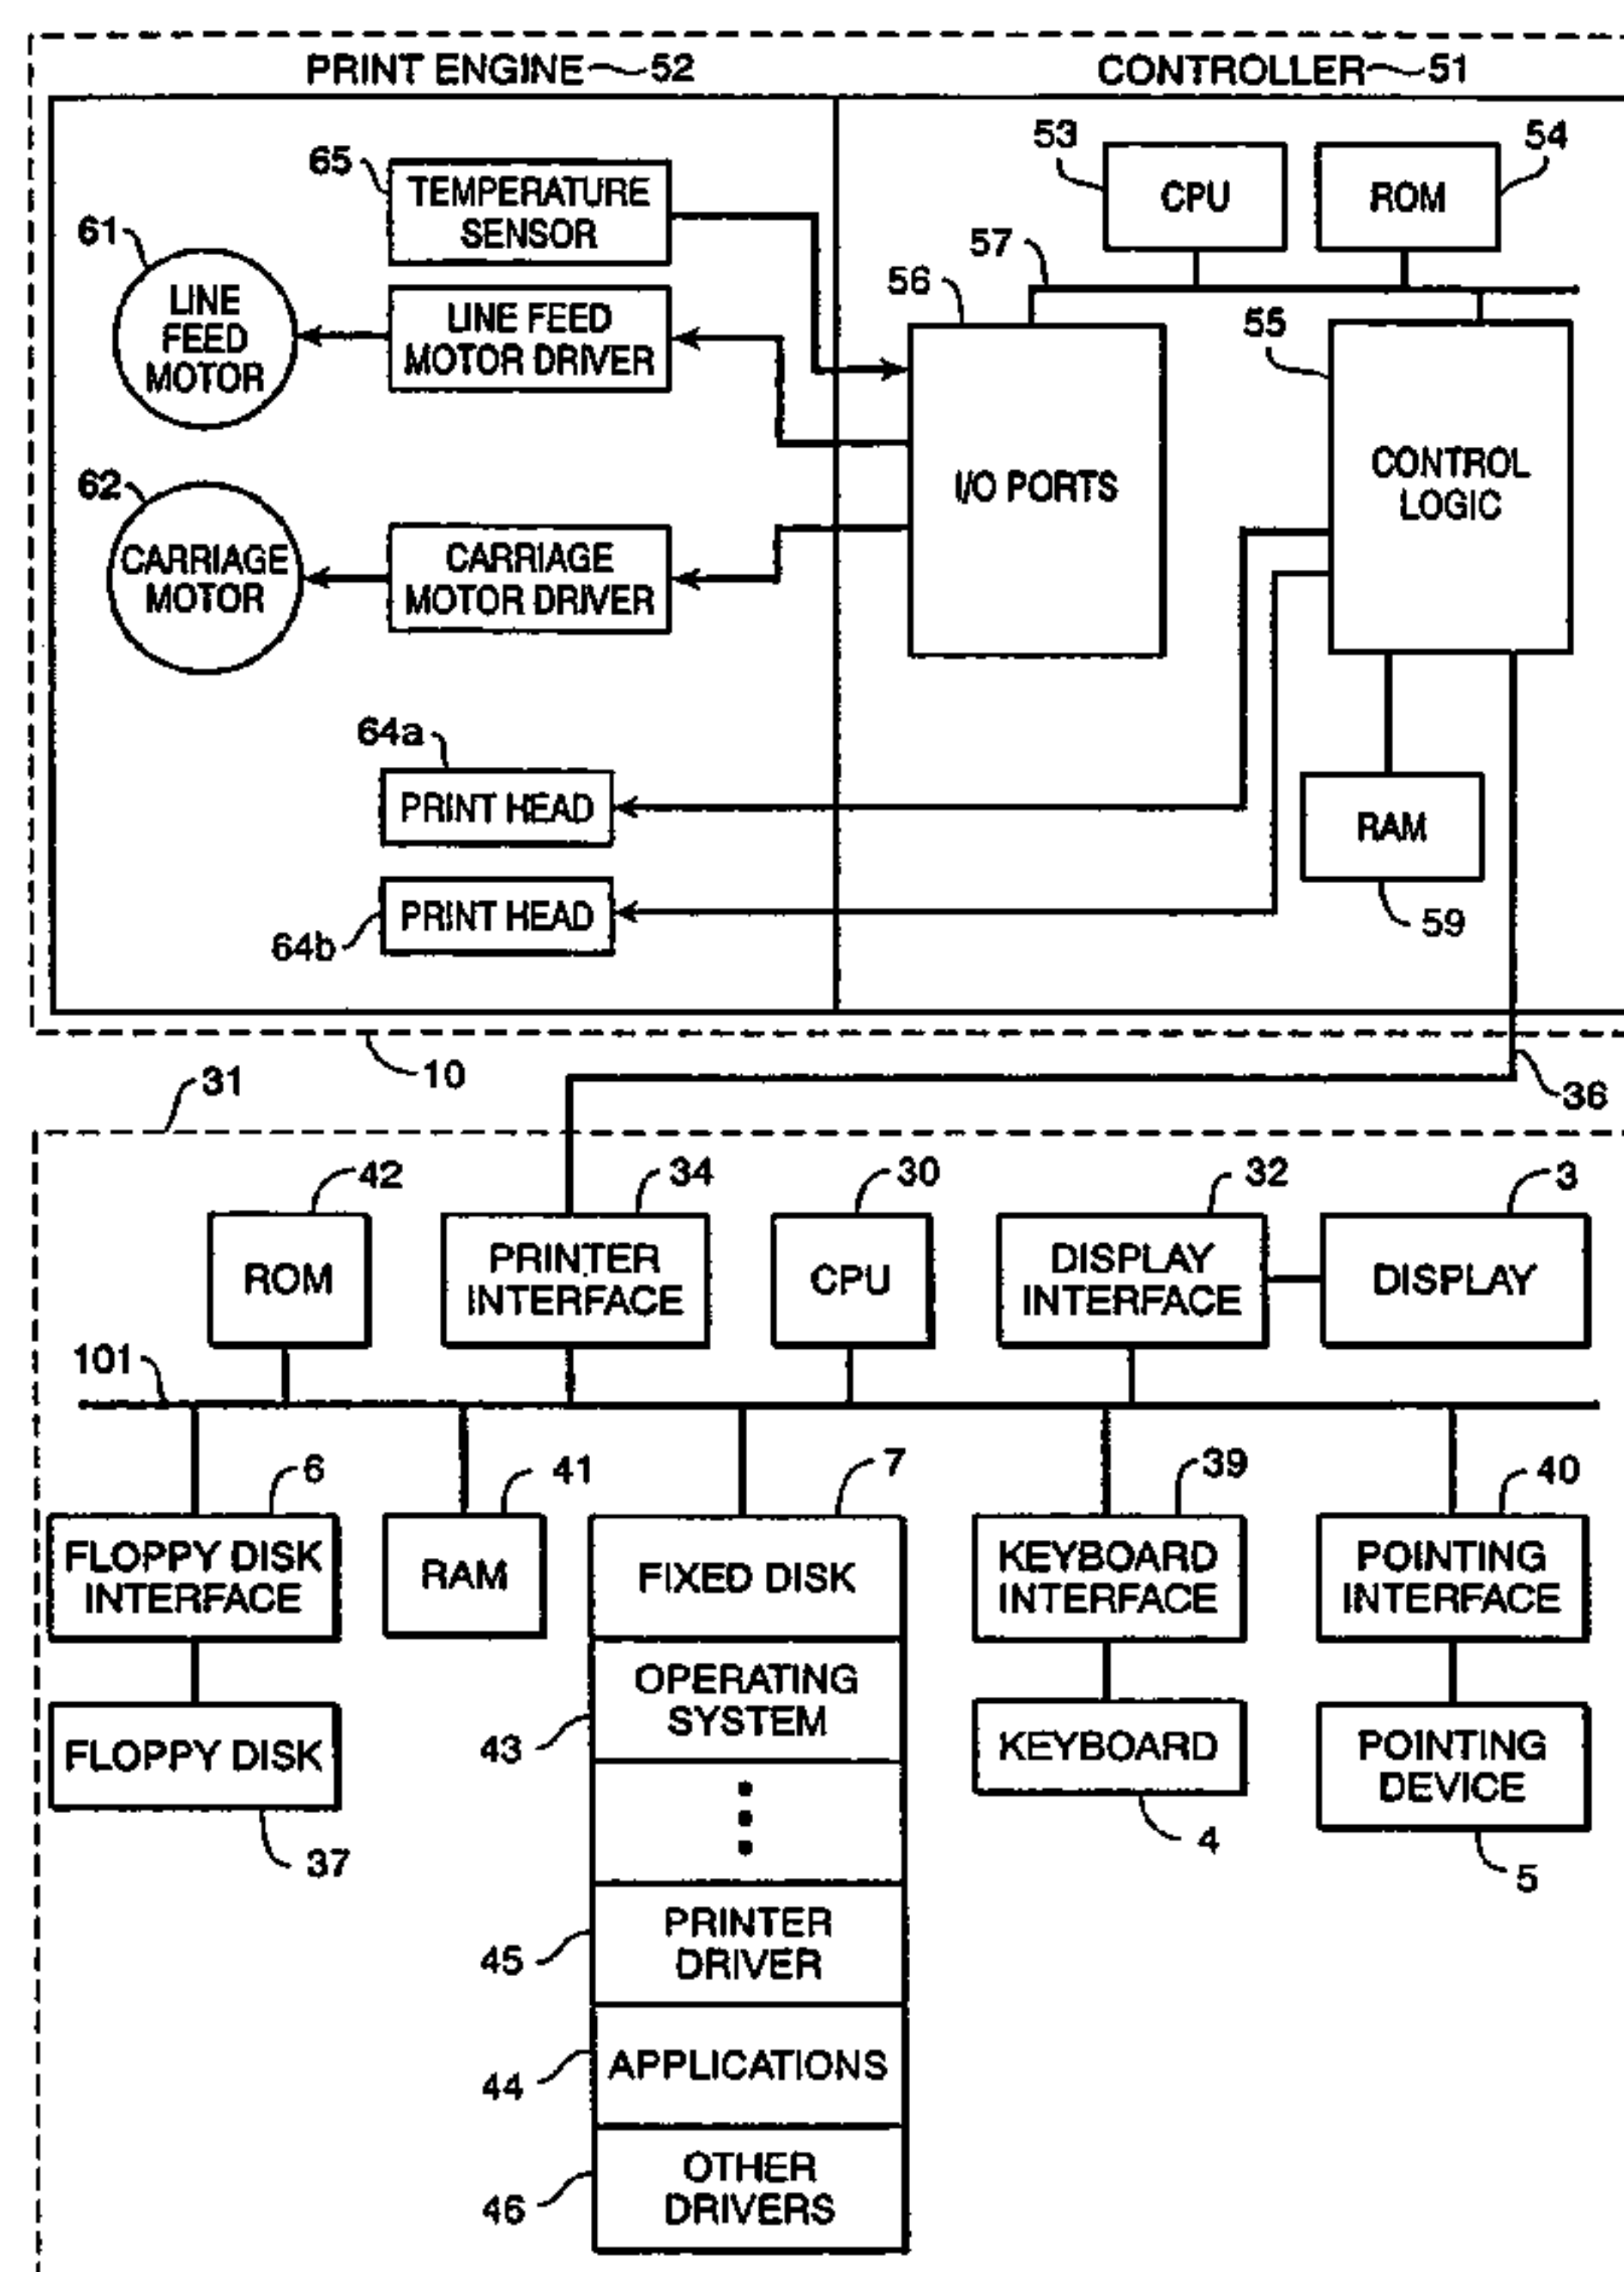 PRINT ENGINE 52
CONTROLLER 51
65
TEMPERATURE
SENSOR
53
CPU
54
ROM
61
LINE
FEED
MOTOR
LINE FEED
MOTOR DRIVER
57
56
I/O PORTS
55
CONTROL
LOGIC
62
CARRIAGE
MOTOR
CARRIAGE
MOTOR DRIVER
64a
PRINT HEAD
64b
PRINT HEAD
RAM
59
10
31
36
42
ROM
34
PRINTER
INTERFACE
30
CPU
32
DISPLAY
INTERFACE
3
DISPLAY
101
6
FLOPPY DISK
INTERFACE
41
RAM
7
FIXED DISK
39
KEYBOARD
INTERFACE
40
POINTING
INTERFACE
FLOPPY DISK
37
OPERATING
SYSTEM
43
KEYBOARD
4
POINTING
DEVICE
5
PRINTER
DRIVER
45
APPLICATIONS
44
OTHER
DRIVERS
46